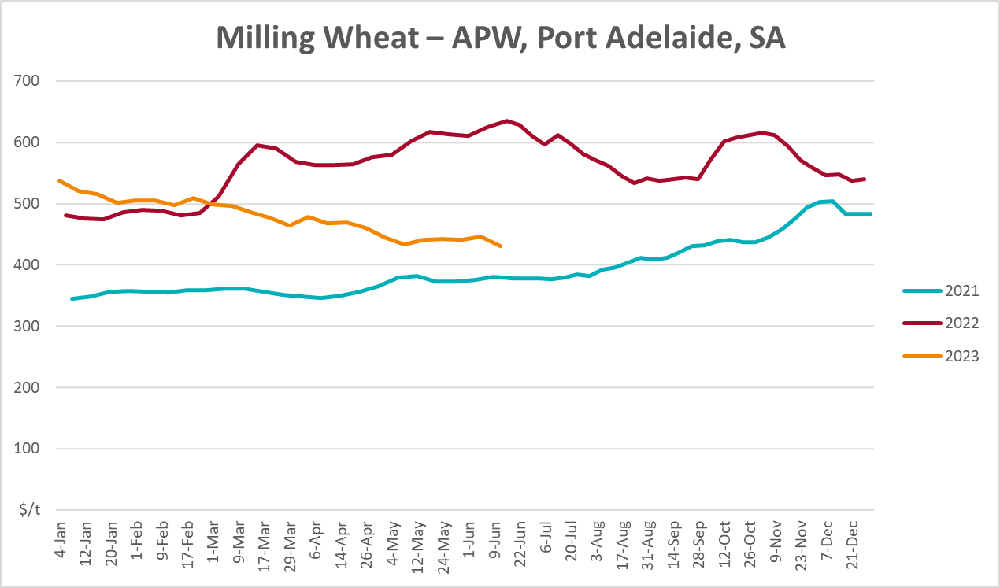 Milling Wheat – APW, Port Adelaide, SA
700
600
500
400
300
200
100
$/t
4-Jan
12-Jan
20-Jan
1-Feb
9-Feb
17-Feb
1-Mar
9-Mar
17-Mar
29-Mar
6-Apr
14-Apr
26-Apr
4-May
12-May
24-May
1-Jun
9-Jun
22-Jun
6-Jul
20-Jul
3-Aug
17-Aug
31-Aug
14-Sep
28-Sep
12-Oct
26-Oct
9-Nov
23-Nov
7-Dec
21-Dec
2021
2022
2023